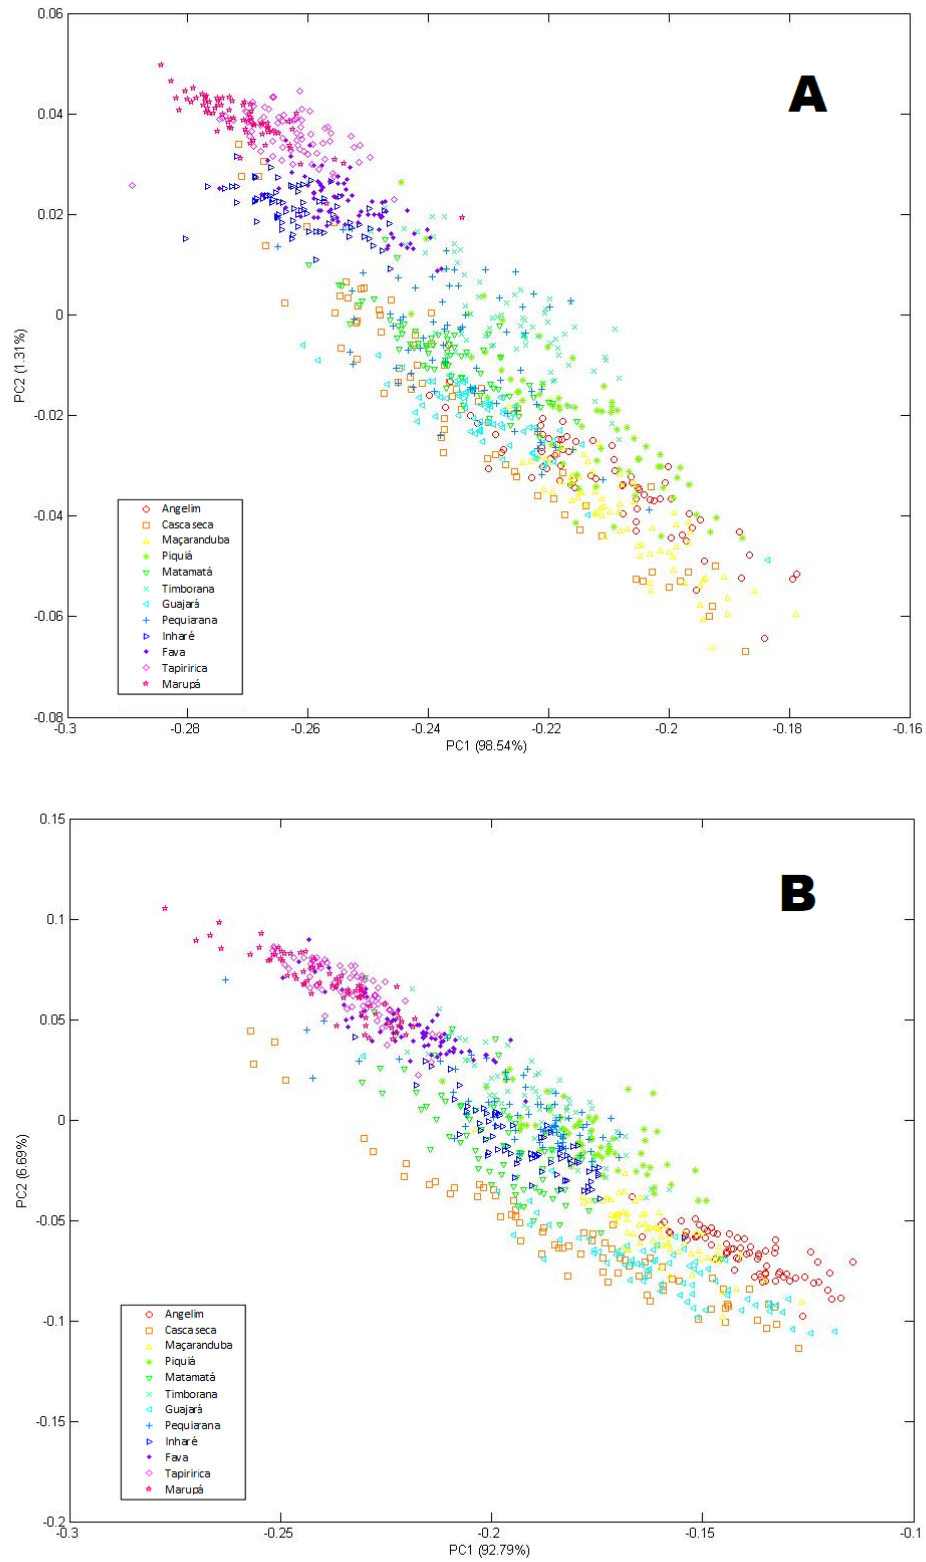 A
0.06
0.04
0.02
0
-0.02
-0.04
-0.06
-0.08
PC2 (1.31%)
Angelim
Casca seca
Maçaranduba
Piquiá
Matamatá
Timborana
Guajará
Pequiarana
Inharé
Fava
Tapiririca
Marupá
-0.3
-0.28
-0.26
-0.24
-0.22
-0.2
-0.18
-0.16
PC1 (98.54%)
B
0.15
0.1
0.05
0
-0.05
-0.1
-0.15
-0.2
PC2 (6.69%)
Angelim
Casca seca
Maçaranduba
Piquiá
Matamatá
Timborana
Guajará
Pequiarana
Inharé
Fava
Tapiririca
Marupá
-0.3
-0.25
-0.2
-0.15
-0.1
PC1 (92.79%)